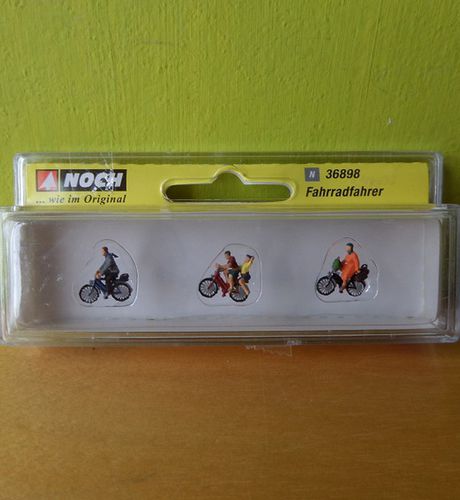 NOCH
... wie im Original
N 36898
Fahrradfahrer